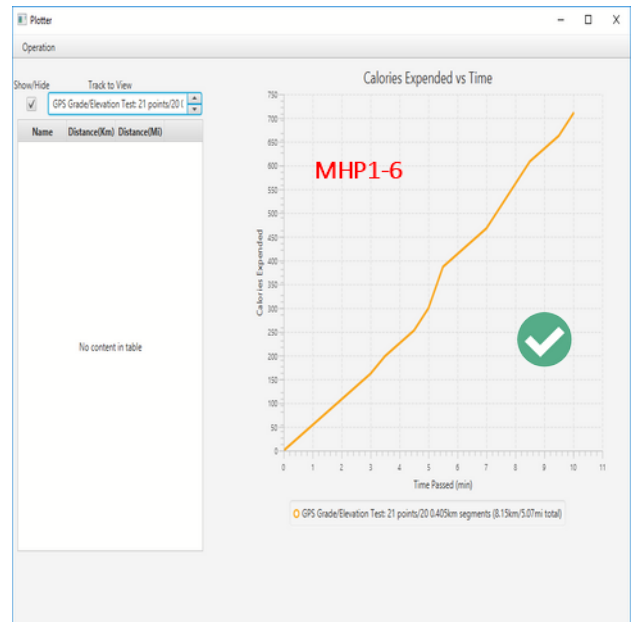 Plotter
Operation
Show/Hide Track to View
GPS Grade/Elevation Test: 21 points/20 (
Name Distance(Km) Distance(Mi)
No content in table
Calories Expended vs Time
MHP1-6
Calories Expended
750
700
650
600
550
500
450
400
350
300
250
200
150
100
50
0
0 1 2 3 4 5 6 7 8 9 10 11
Time Passed (min)
GPS Grade/Elevation Test: 21 points/20 0.405km segments (8.15km/5.07mi total)